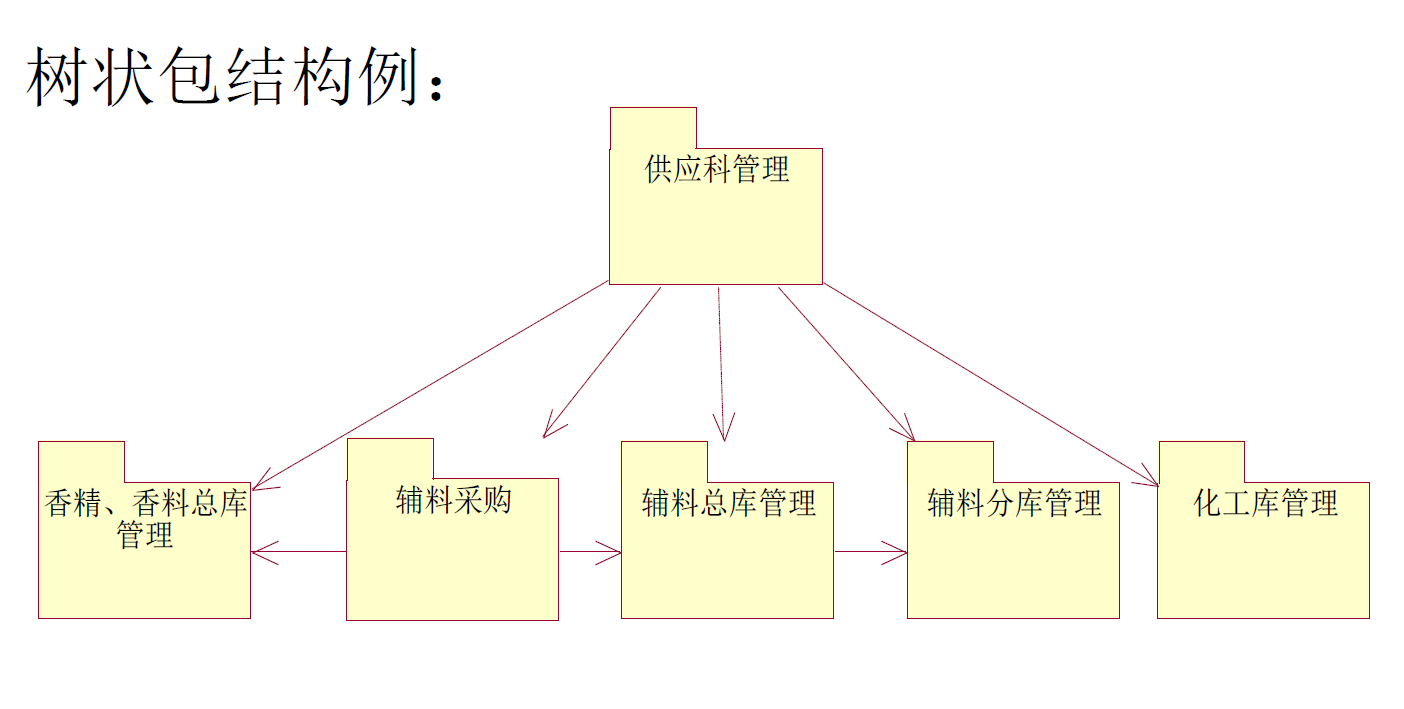 树状包结构例：
供应科管理
香精、香料总库
管理
辅料采购
辅料总库管理
辅料分库管理
化工库管理